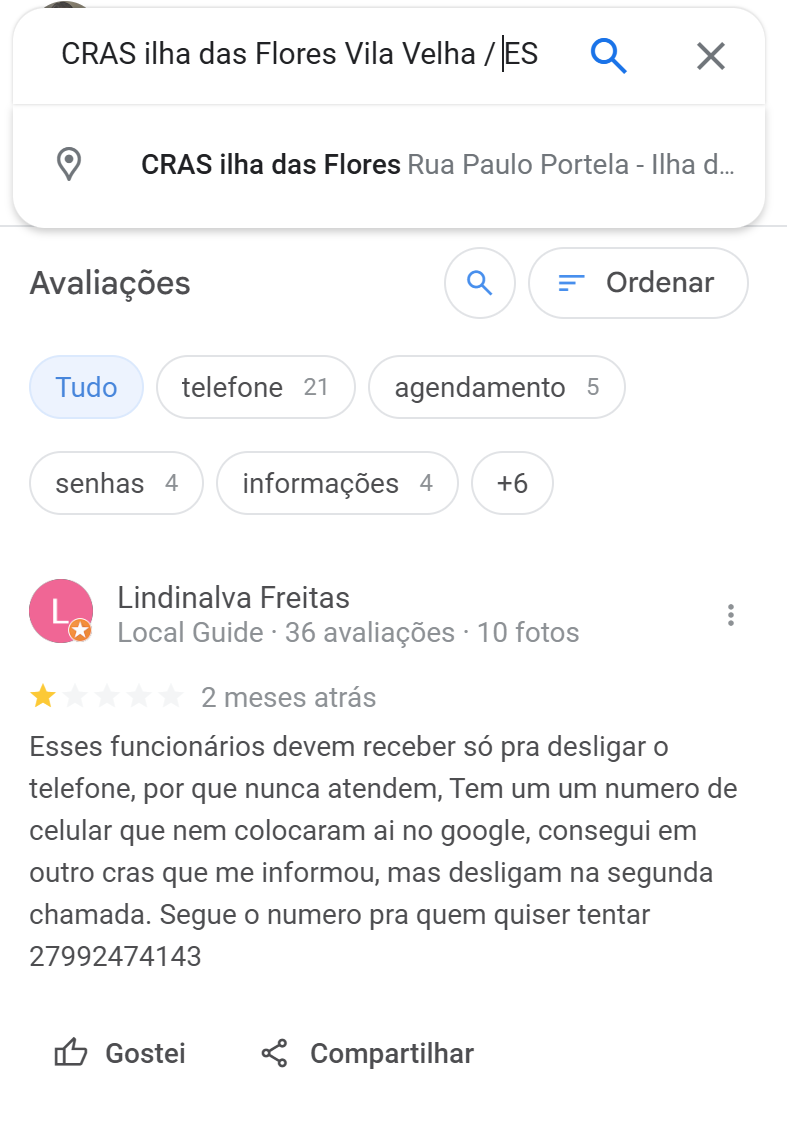 CRAS ilha das Flores Vila Velha / ES
CRAS ilha das Flores Rua Paulo Portela - Ilha d...
Avaliações
Ordenar
Tudo
telefone 21
agendamento 5
senhas 4
informações 4
+6
L
Lindinalva Freitas
Local Guide · 36 avaliações · 10 fotos
2 meses atrás
Esses funcionários devem receber só pra desligar o
telefone, por que nunca atendem, Tem um um numero de
celular que nem colocaram ai no google, consegui em
outro cras que me informou, mas desligam na segunda
chamada. Segue o numero pra quem quiser tentar
27992474143
Gostei
Compartilhar